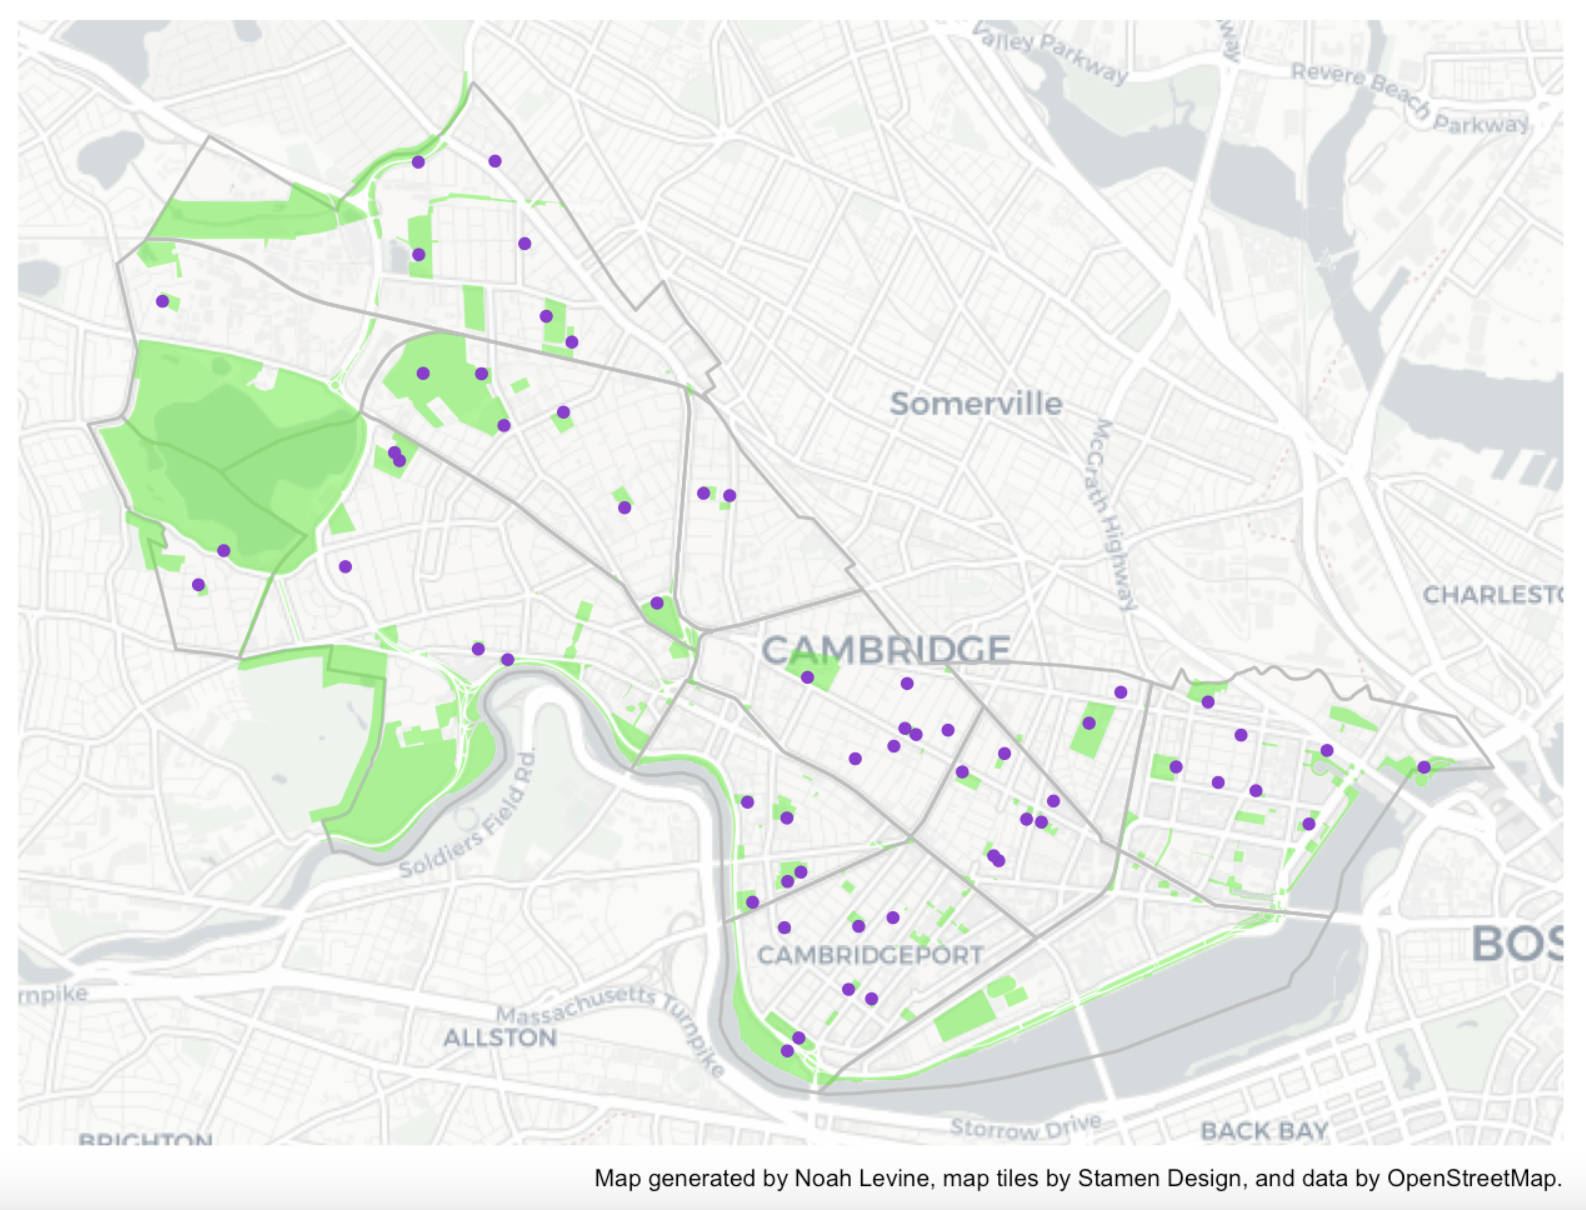 Valley Parkway
way
Revere Beach
Parkway
Somerville
McGrath Highway
CHARLESTO
CAMBRIDGE
Soldiers Field Rd.
BOS
CAMBRIDGEPORT
rnpike
Massachusetts Turnpike
ALLSTON
Storrow Drive
BACK BAY
BRIGHTON
Map generated by Noah Levine, map tiles by Stamen Design, and data by OpenStreetMap.